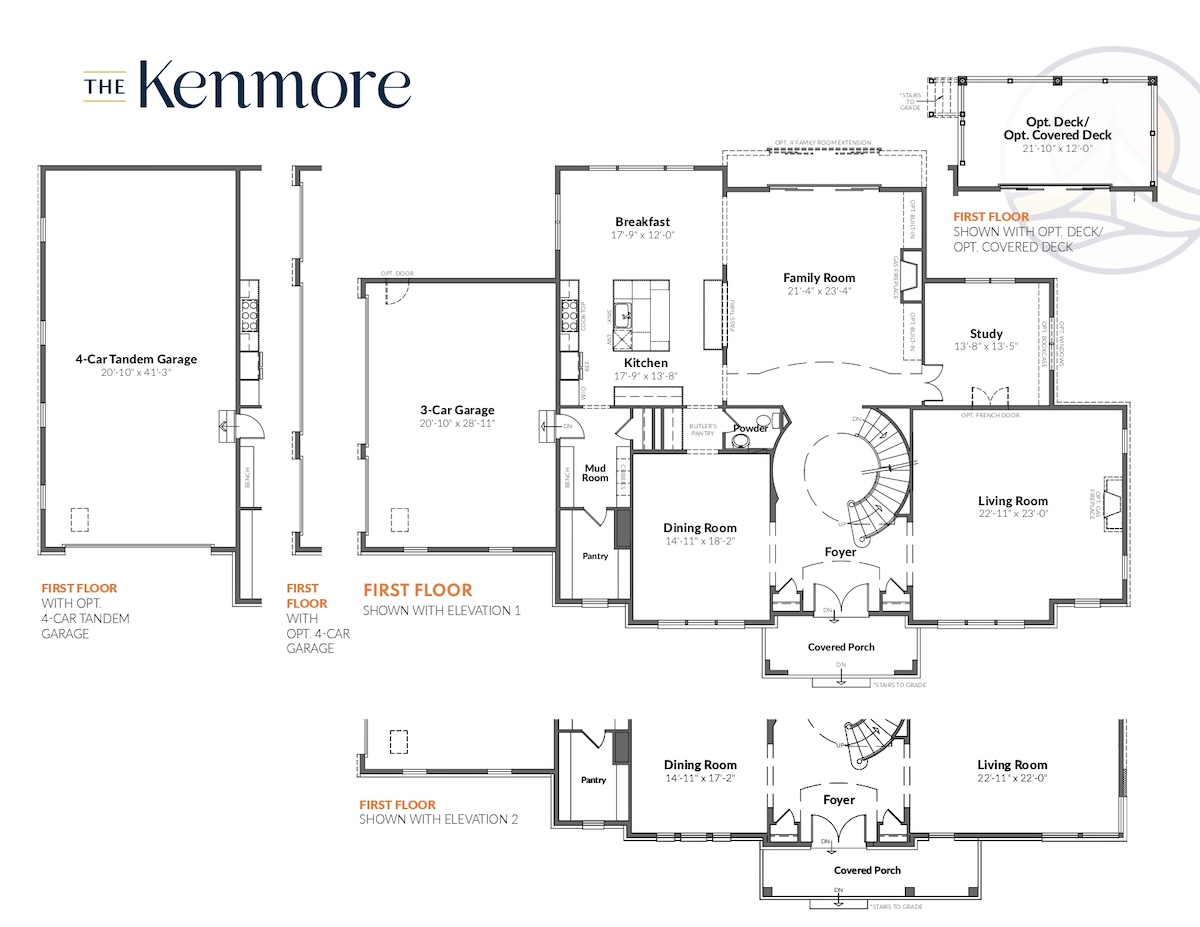 THE Kenmore
*STAIRS
TO
GRADE
Opt. Deck/
Opt. Covered Deck
21'-10" x 12'-0"
FIRST FLOOR
SHOWN WITH OPT. DECK/
OPT. COVERED DECK
4-Car Tandem Garage
20'-10" x 41'-3"
BENCH
FIRST FLOOR
WITH OPT.
4-CAR TANDEM
GARAGE
FIRST
FLOOR
WITH
OPT. 4-CAR
GARAGE
OPT. 4' FAMILY ROOM EXTENSION
Breakfast
17'-9" x 12'-0"
OPT. BUILT-IN
Family Room
21'-4" x 23'-4"
GAS FIREPLACE
OPT. BUILT-IN
PASS-THRU
OPT. DOOR
COOKTOP
SINK
DW
REF.
W/O
Kitchen
17'-9" x 13'-8"
Study
13'-8" x 13'-5"
OPT. BOOKCASE
OPT. WINDOWS
OPT. FRENCH DOOR
3-Car Garage
20'-10" x 28'-11"
DN
BUTLER'S
PANTRY
Powder
DN
Mud
Room
BENCH
CUBBIES
Living Room
22'-11" x 23'-0"
OPT. GAS
FIREPLACE
Dining Room
14'-11" x 18'-2"
UP
Foyer
Pantry
DN
FIRST FLOOR
SHOWN WITH ELEVATION 1
Covered Porch
DN
*STAIRS TO GRADE
UP
Dining Room
14'-11" x 17'-2"
Living Room
22'-11" x 22'-0"
Pantry
Foyer
FIRST FLOOR
SHOWN WITH ELEVATION 2
DN
Covered Porch
DN
*STAIRS TO GRADE